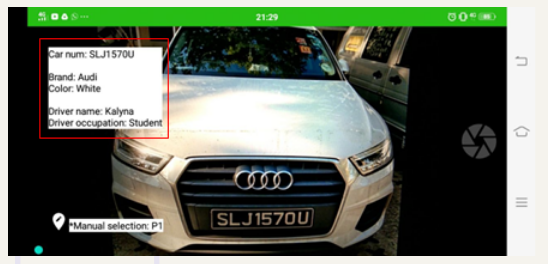 21:29
Car num: SLJ1570U
Brand: Audi
Color: White
Driver name: Kalyna
Driver occupation: Student
*Manual selection: P1
SLJ1570U